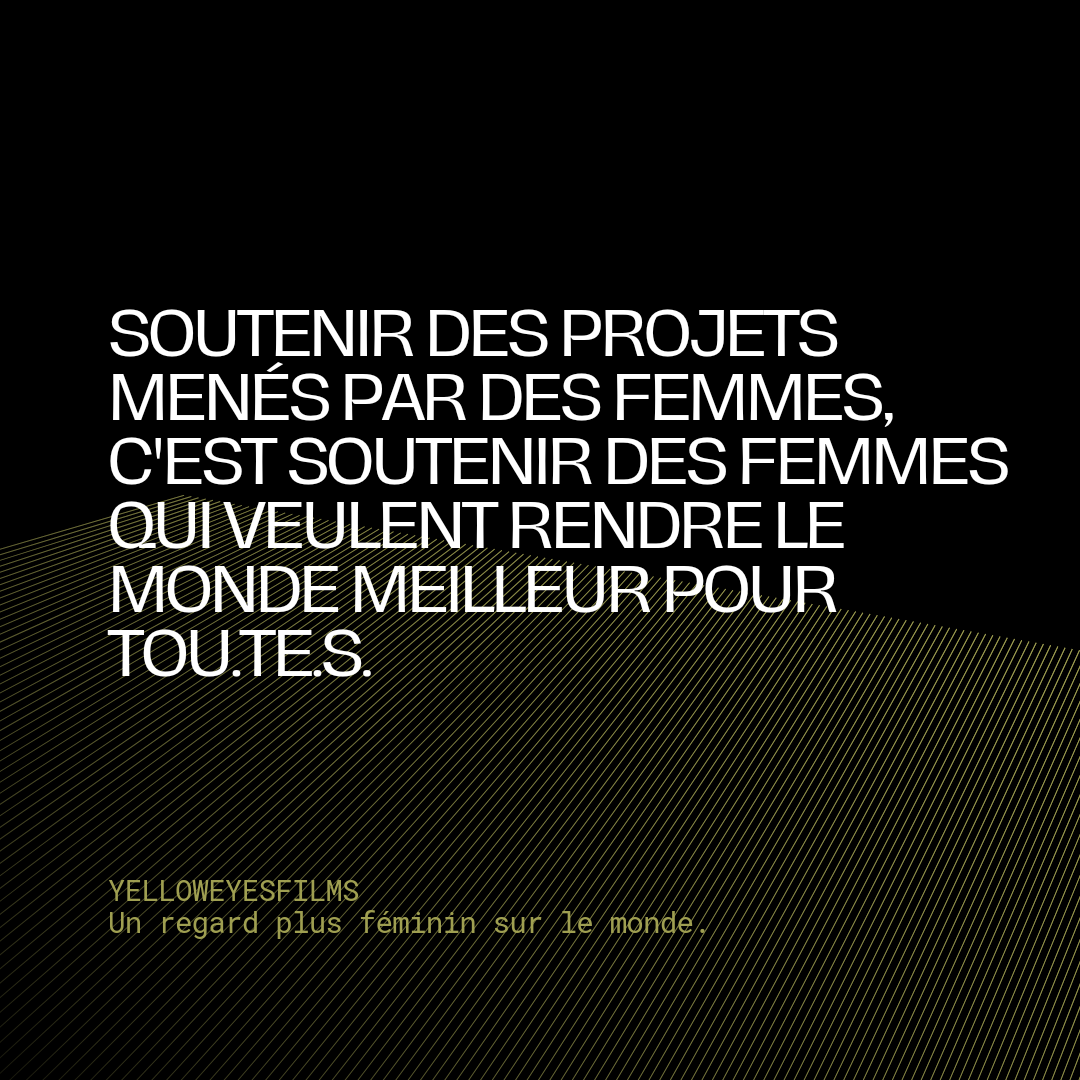 SOUTENIR DES PROJETS
MENÉS PAR DES FEMMES,
C'EST SOUTENIR DES FEMMES
QUI VEULENT RENDRE LE
MONDE MEILLEUR POUR
TOU.TE.S.
YELLOWEYESFILMS
Un regard plus féminin sur le monde.